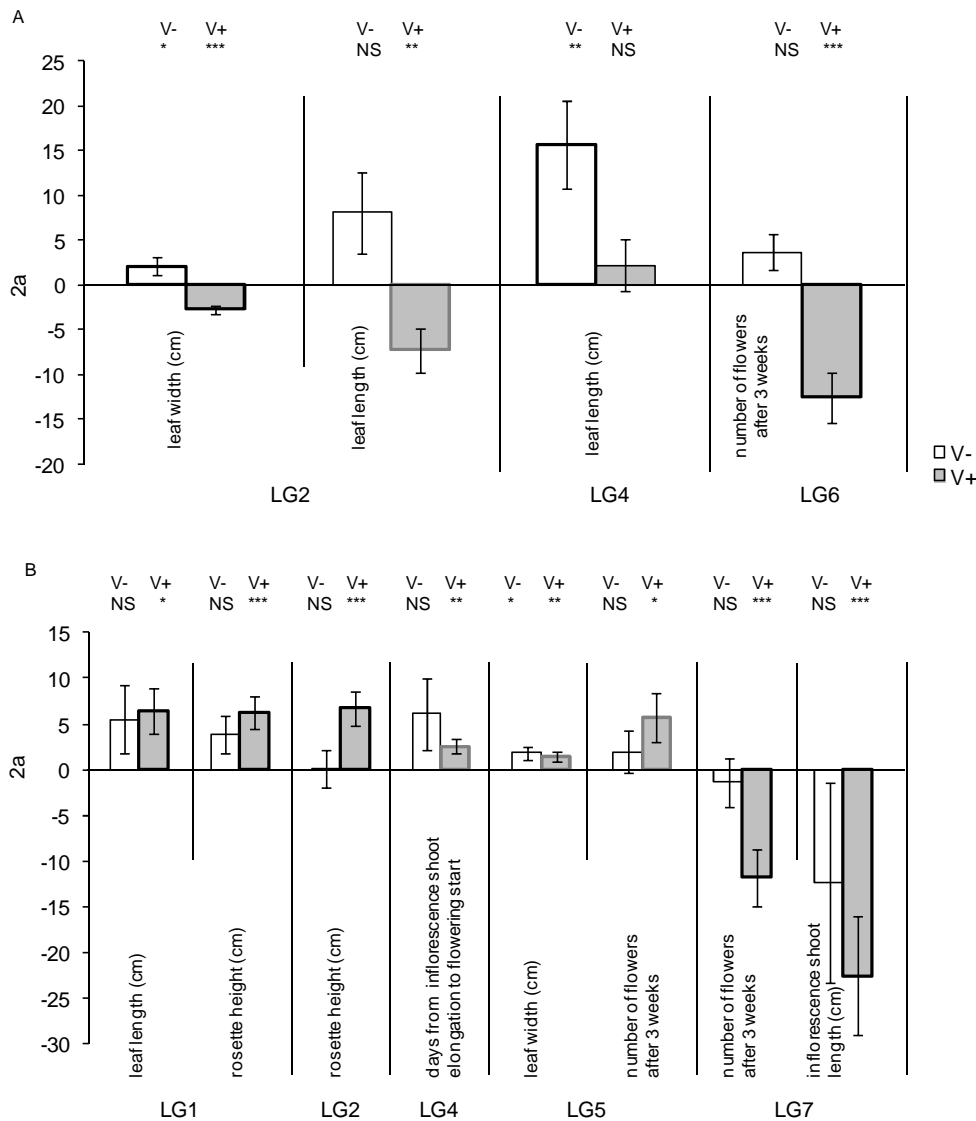 A
V- V+ V- V+ V- V+ V- V+
* *** NS ** ** NS NS ***
25
20
15
10
5
0
-5
-10
-15
-20
2a
leaf width (cm)
leaf length (cm)
leaf length (cm)
number of flowers
after 3 weeks
LG2 LG4 LG6
V-
V+
B
V- V+ V- V+ V- V+ V- V+ V- V+ V- V+ V- V+ V- V+
NS * NS *** NS *** NS ** * ** NS * NS *** NS ***
15
10
5
0
-5
-10
-15
-20
-25
-30
2a
leaf length (cm)
rosette height (cm)
rosette height (cm)
days from inflorescence shoot
elongation to flowering start
leaf width (cm)
number of flowers
after 3 weeks
number of flowers
after 3 weeks
inflorescence shoot
length (cm)
LG1 LG2 LG4 LG5 LG7